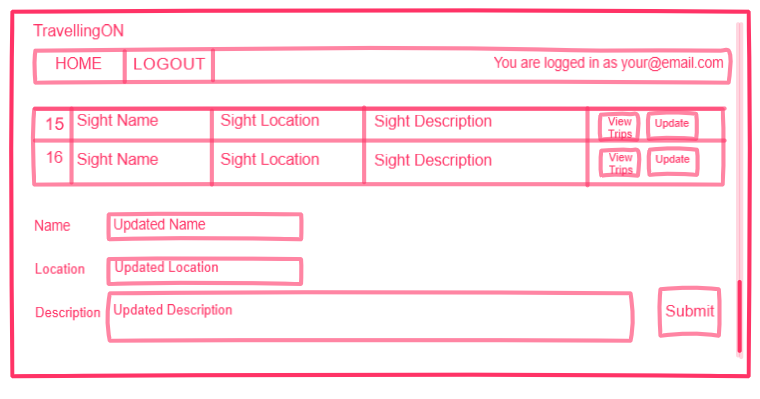 TravellingON
HOME LOGOUT You are logged in as your@email.com
15 Sight Name Sight Location Sight Description View Trips Update
16 Sight Name Sight Location Sight Description View Trips Update
Name Updated Name
Location Updated Location
Description Updated Description Submit